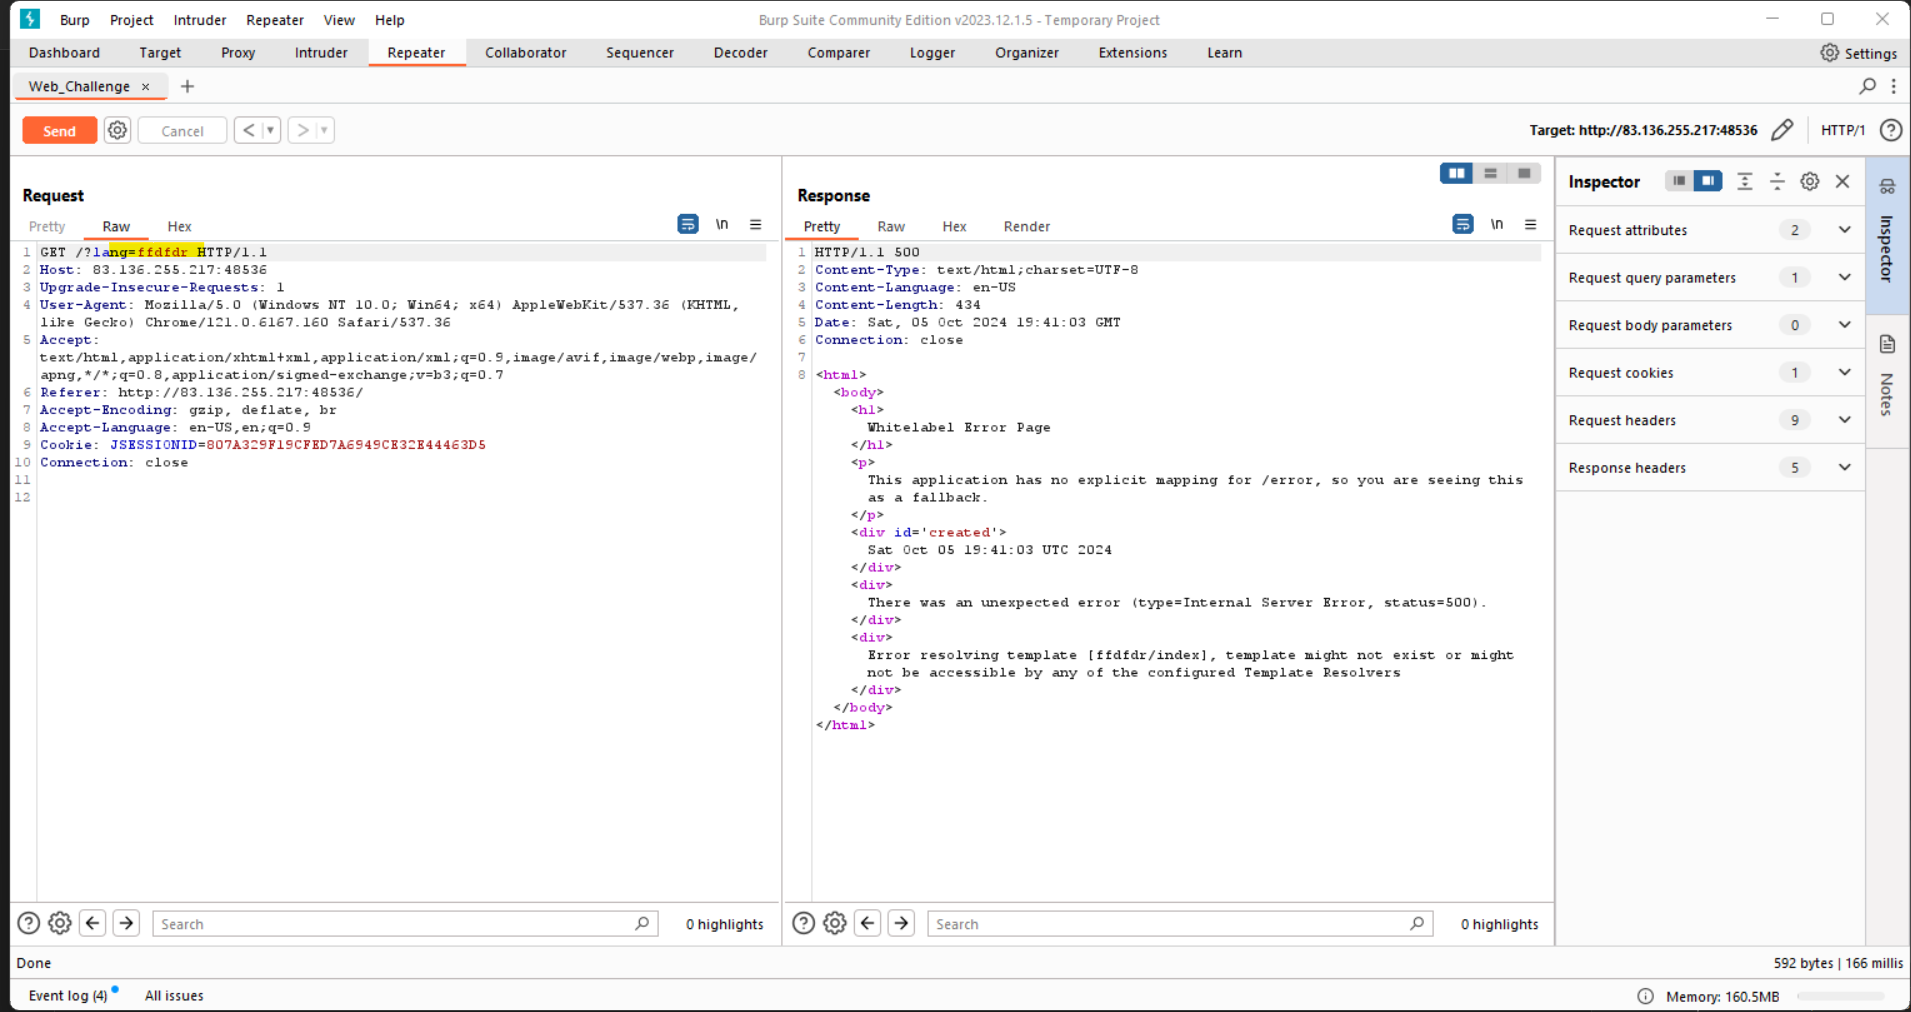 Burp Project Intruder Repeater View Help
Burp Suite Community Edition v2023.12.1.5 - Temporary Project
Dashboard Target Proxy Intruder Repeater Collaborator Sequencer Decoder Comparer Logger Organizer Extensions Learn
Settings
Web_Challenge × +
Send Cancel < >
Target: http://83.136.255.217:48536 HTTP/1 ?
Request
Pretty Raw Hex
\n
1 GET /?lang=ffdfdr HTTP/1.1
2 Host: 83.136.255.217:48536
3 Upgrade-Insecure-Requests: 1
4 User-Agent: Mozilla/5.0 (Windows NT 10.0; Win64; x64) AppleWebKit/537.36 (KHTML,
like Gecko) Chrome/121.0.6167.160 Safari/537.36
5 Accept:
text/html,application/xhtml+xml,application/xml;q=0.9,image/avif,image/webp,image/
apng,*/*;q=0.8,application/signed-exchange;v=b3;q=0.7
6 Referer: http://83.136.255.217:48536/
7 Accept-Encoding: gzip, deflate, br
8 Accept-Language: en-US,en;q=0.9
9 Cookie: JSESSIONID=807A329F19CFED7A6949CE32E44463D5
10 Connection: close
11
12
Response
Pretty Raw Hex Render
\n
1 HTTP/1.1 500
2 Content-Type: text/html;charset=UTF-8
3 Content-Language: en-US
4 Content-Length: 434
5 Date: Sat, 05 Oct 2024 19:41:03 GMT
6 Connection: close
7
8 <html>
<body>
<h1>
Whitelabel Error Page
</h1>
<p>
This application has no explicit mapping for /error, so you are seeing this
as a fallback.
</p>
<div id='created'>
Sat Oct 05 19:41:03 UTC 2024
</div>
<div>
There was an unexpected error (type=Internal Server Error, status=500).
</div>
<div>
Error resolving template [ffdfdr/index], template might not exist or might
not be accessible by any of the configured Template Resolvers
</div>
</body>
</html>
Inspector
Request attributes 2
Request query parameters 1
Request body parameters 0
Request cookies 1
Request headers 9
Response headers 5
Inspector
Notes
? Search 0 highlights
? Search 0 highlights
Done
592 bytes | 166 millis
Event log (4) All issues
Memory: 160.5MB